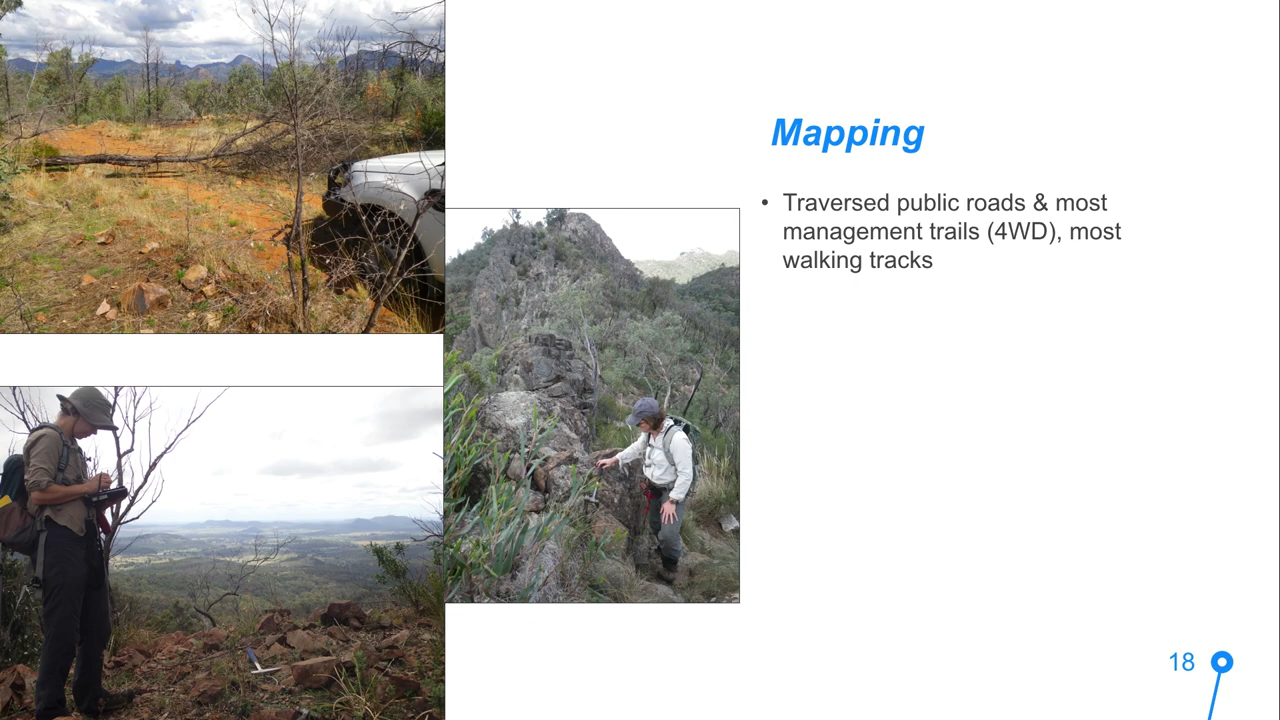 Mapping
• Traversed public roads & most
management trails (4WD), most
walking tracks
18